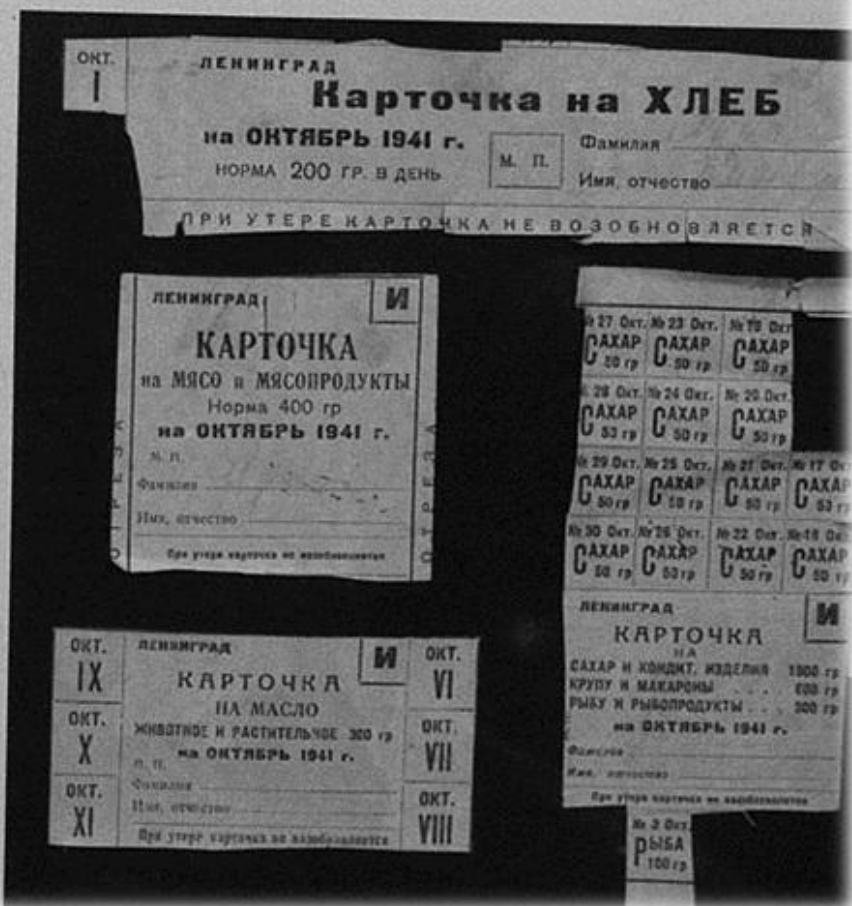 ОКТ.
I
ЛЕНИНГРАД
Карточка на ХЛЕБ
на ОКТЯБРЬ 1941 г.
НОРМА 200 ГР. В ДЕНЬ
М. П.
Фамилия
Имя, отчество
ПРИ УТЕРЕ КАРТОЧКА НЕ ВОЗОБНОВЛЯЕТСЯ
ЛЕНИНГРАД
И
КАРТОЧКА
на МЯСО и МЯСОПРОДУКТЫ
Норма 400 гр
на ОКТЯБРЬ 1941 г.
М. П.
Фамилия
Имя, отчество
При утере карточка не возобновляется
ОТРЕЗА
ОТРЕЗА
№ 27 Окт. № 23 Окт. № 19 Окт
САХАР САХАР САХАР
50 гр 50 гр 50 гр
№ 28 Окт. № 24 Окт. № 20 Окт.
САХАР САХАР САХАР
50 гр 50 гр 50 гр
№ 29 Окт. № 25 Окт. № 21 Окт. № 17 Окт
САХАР САХАР САХАР САХАР
50 гр 50 гр 50 гр 50 гр
№ 30 Окт. № 26 Окт. № 22 Окт. № 18 Окт
САХАР САХАР САХАР САХАР
50 гр 50 гр 50 гр 50 гр
ЛЕНИНГРАД
И
КАРТОЧКА
НА
САХАР И КОНДИТ. ИЗДЕЛИЯ 1500 гр
КРУПУ И МАКАРОНЫ . . . 600 гр
РЫБУ И РЫБОПРОДУКТЫ . . . 500 гр
на ОКТЯБРЬ 1941 г.
Фамилия
Имя, отчество
При утере карточка не возобновляется
№ 3 Окт.
РЫБА
100 гр
ОКТ.
IX
ОКТ.
X
ОКТ.
XI
ЛЕНИНГРАД
И
КАРТОЧКА
НА МАСЛО
ЖИВОТНОЕ И РАСТИТЕЛЬНОЕ 300 гр
на ОКТЯБРЬ 1941 г.
М. П.
Фамилия
Имя, отчество
При утере карточка не возобновляется
ОКТ.
VI
ОКТ.
VII
ОКТ.
VIII